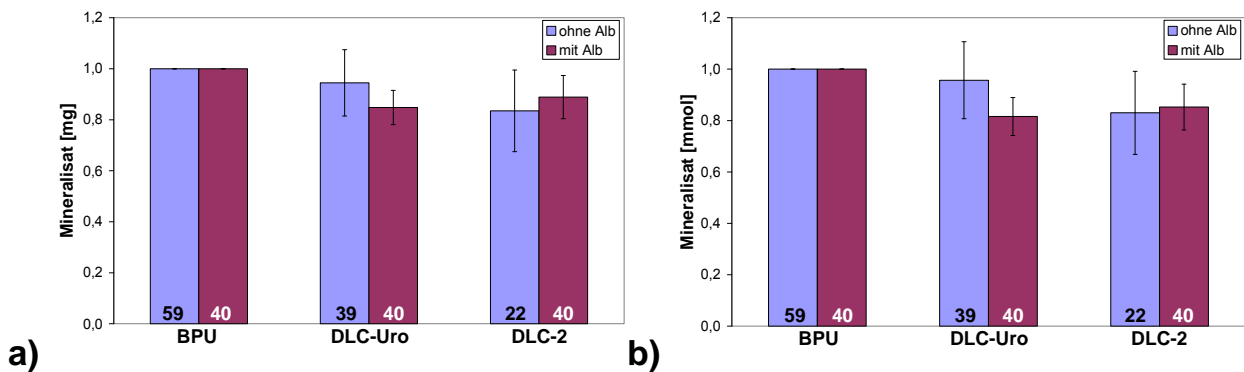 1,2
1,0
0,8
0,6
0,4
0,2
0,0
Mineralisat [mg]
ohne Alb
mit Alb
59 40 39 40 22 40
BPU DLC-Uro DLC-2
a)
1,2
1,0
0,8
0,6
0,4
0,2
0,0
Mineralisat [mmol]
ohne Alb
mit Alb
59 40 39 40 22 40
BPU DLC-Uro DLC-2
b)